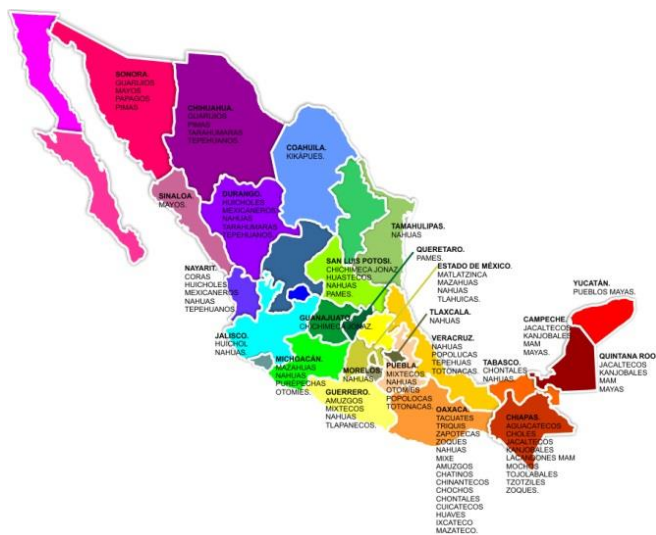 SONORA.
GUARIJIOS
MAYOS
PAPAGOS
PIMAS
CHIHUAHUA.
GUARIJIOS
PIMAS
TARAHUMARAS
TEPEHUANOS.
COAHUILA.
KIKAPUES.
SINALOA.
MAYOS.
DURANGO.
HUICHOLES
MEXICANEROS
NAHUAS
TARAHUMARAS
TEPEHUANOS.
TAMAHULIPAS.
NAHUAS
NAYARIT.
CORAS
HUICHOLES
MEXICANEROS
NAHUAS
TEPEHUANOS.
SAN LUIS POTOSI.
CHICHIMECA JONAZ
HUASTECOS
NAHUAS
PAMES.
QUERETARO.
PAMES.
ESTADO DE MÉXICO.
MATLATZINCA
MAZAHUAS
NAHUAS
TLAHUICAS.
GUANAJUATO.
CHICHIMECA JONAZ.
TLAXCALA.
NAHUAS
JALISCO.
HUICHOL
NAHUAS.
MICHOACÁN.
MAZAHUAS
NAHUAS
PUREPECHAS
OTOMIES.
MORELOS.
NAHUAS.
PUEBLA.
MIXTECOS
NAHUAS
OTOMIES
POPOLOCAS
TOTONACAS.
VERACRUZ.
NAHUAS
POPOLUCAS
TEPEHUAS
TOTONACAS.
GUERRERO.
AMUZGOS
MIXTECOS
NAHUAS
TLAPANECOS.
OAXACA.
TACUATES
TRIQUIS
ZAPOTECAS
ZOQUES
NAHUAS
MIXE
AMUZGOS
CHATINOS
CHINANTECOS
CHOCHOS
CHONTALES
CUICATECOS
HUAVES
IXCATECO
MAZATECO.
TABASCO.
CHONTALES
NAHUAS.
CHIAPAS.
AGUACATECOS
CHOLES
JACALTECOS
KANJOBALES
LACANDONES MAM
MOCHOS
TOJOLABALES
TZOTZILES
ZOQUES.
CAMPECHE.
JACALTECOS
KANJOBALES
MAM
MAYAS.
YUCATÁN.
PUEBLOS MAYAS.
QUINTANA ROO
JACALTECOS
KANJOBALES
MAM
MAYAS